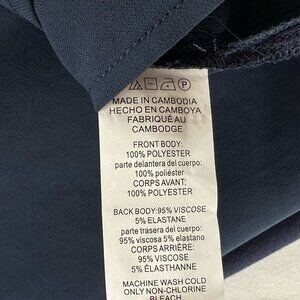 P
MADE IN CAMBODIA
HECHO EN CAMBOYA
FABRIQUÉ AU
CAMBODGE
FRONT BODY:
100% POLYESTER
parte delantera del cuerpo:
100% poliéster
CORPS AVANT:
100% POLYESTER
BACK BODY:95% VISCOSE
5% ELASTANE
parte trasera del cuerpo:
95% viscosa 5% elastano
CORPS ARRIÈRE:
95% VISCOSE
5% ÉLASTHANNE
MACHINE WASH COLD
ONLY NON-CHLORINE
BLEACH